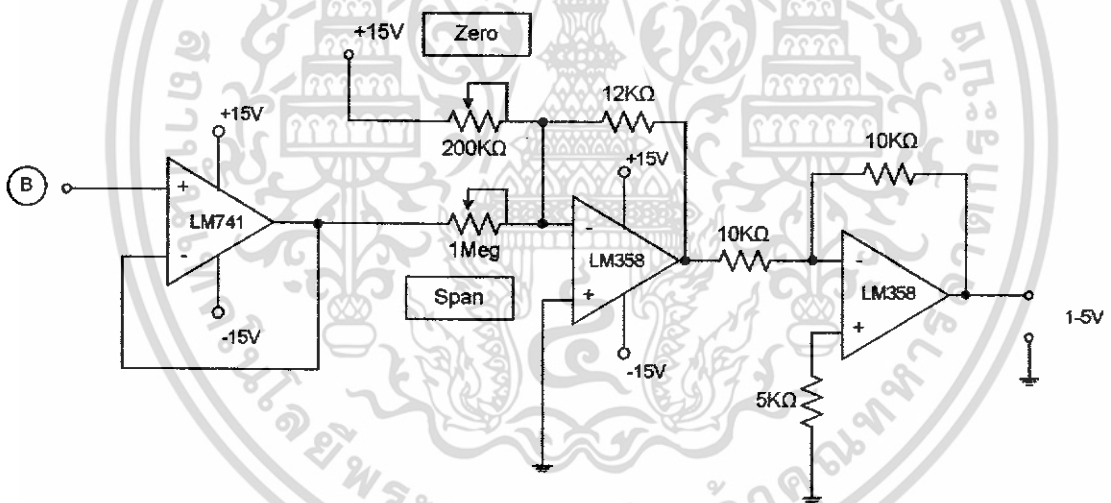 +15V
Zero
12KΩ
+15V
200KΩ
+15V
10KΩ
B
+
LM741
-
1Meg
-
LM358
+
10KΩ
-
LM358
+
Span
1-5V
-15V
-15V
5KΩ